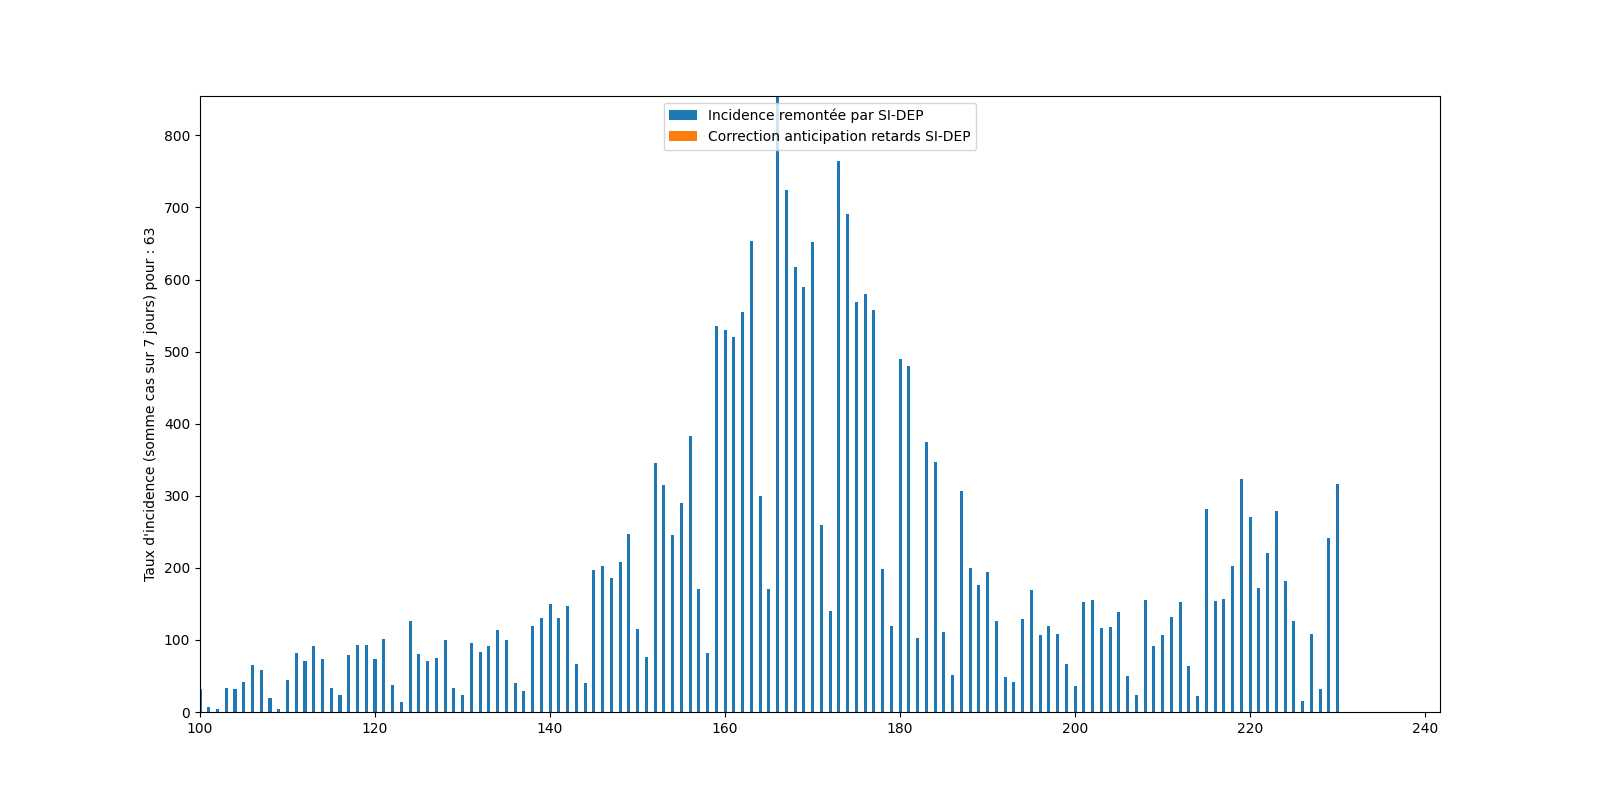 Incidence remontée par SI-DEP
Correction anticipation retards SI-DEP
Taux d'incidence (somme cas sur 7 jours) pour : 63
800
700
600
500
400
300
200
100
0
100 120 140 160 180 200 220 240